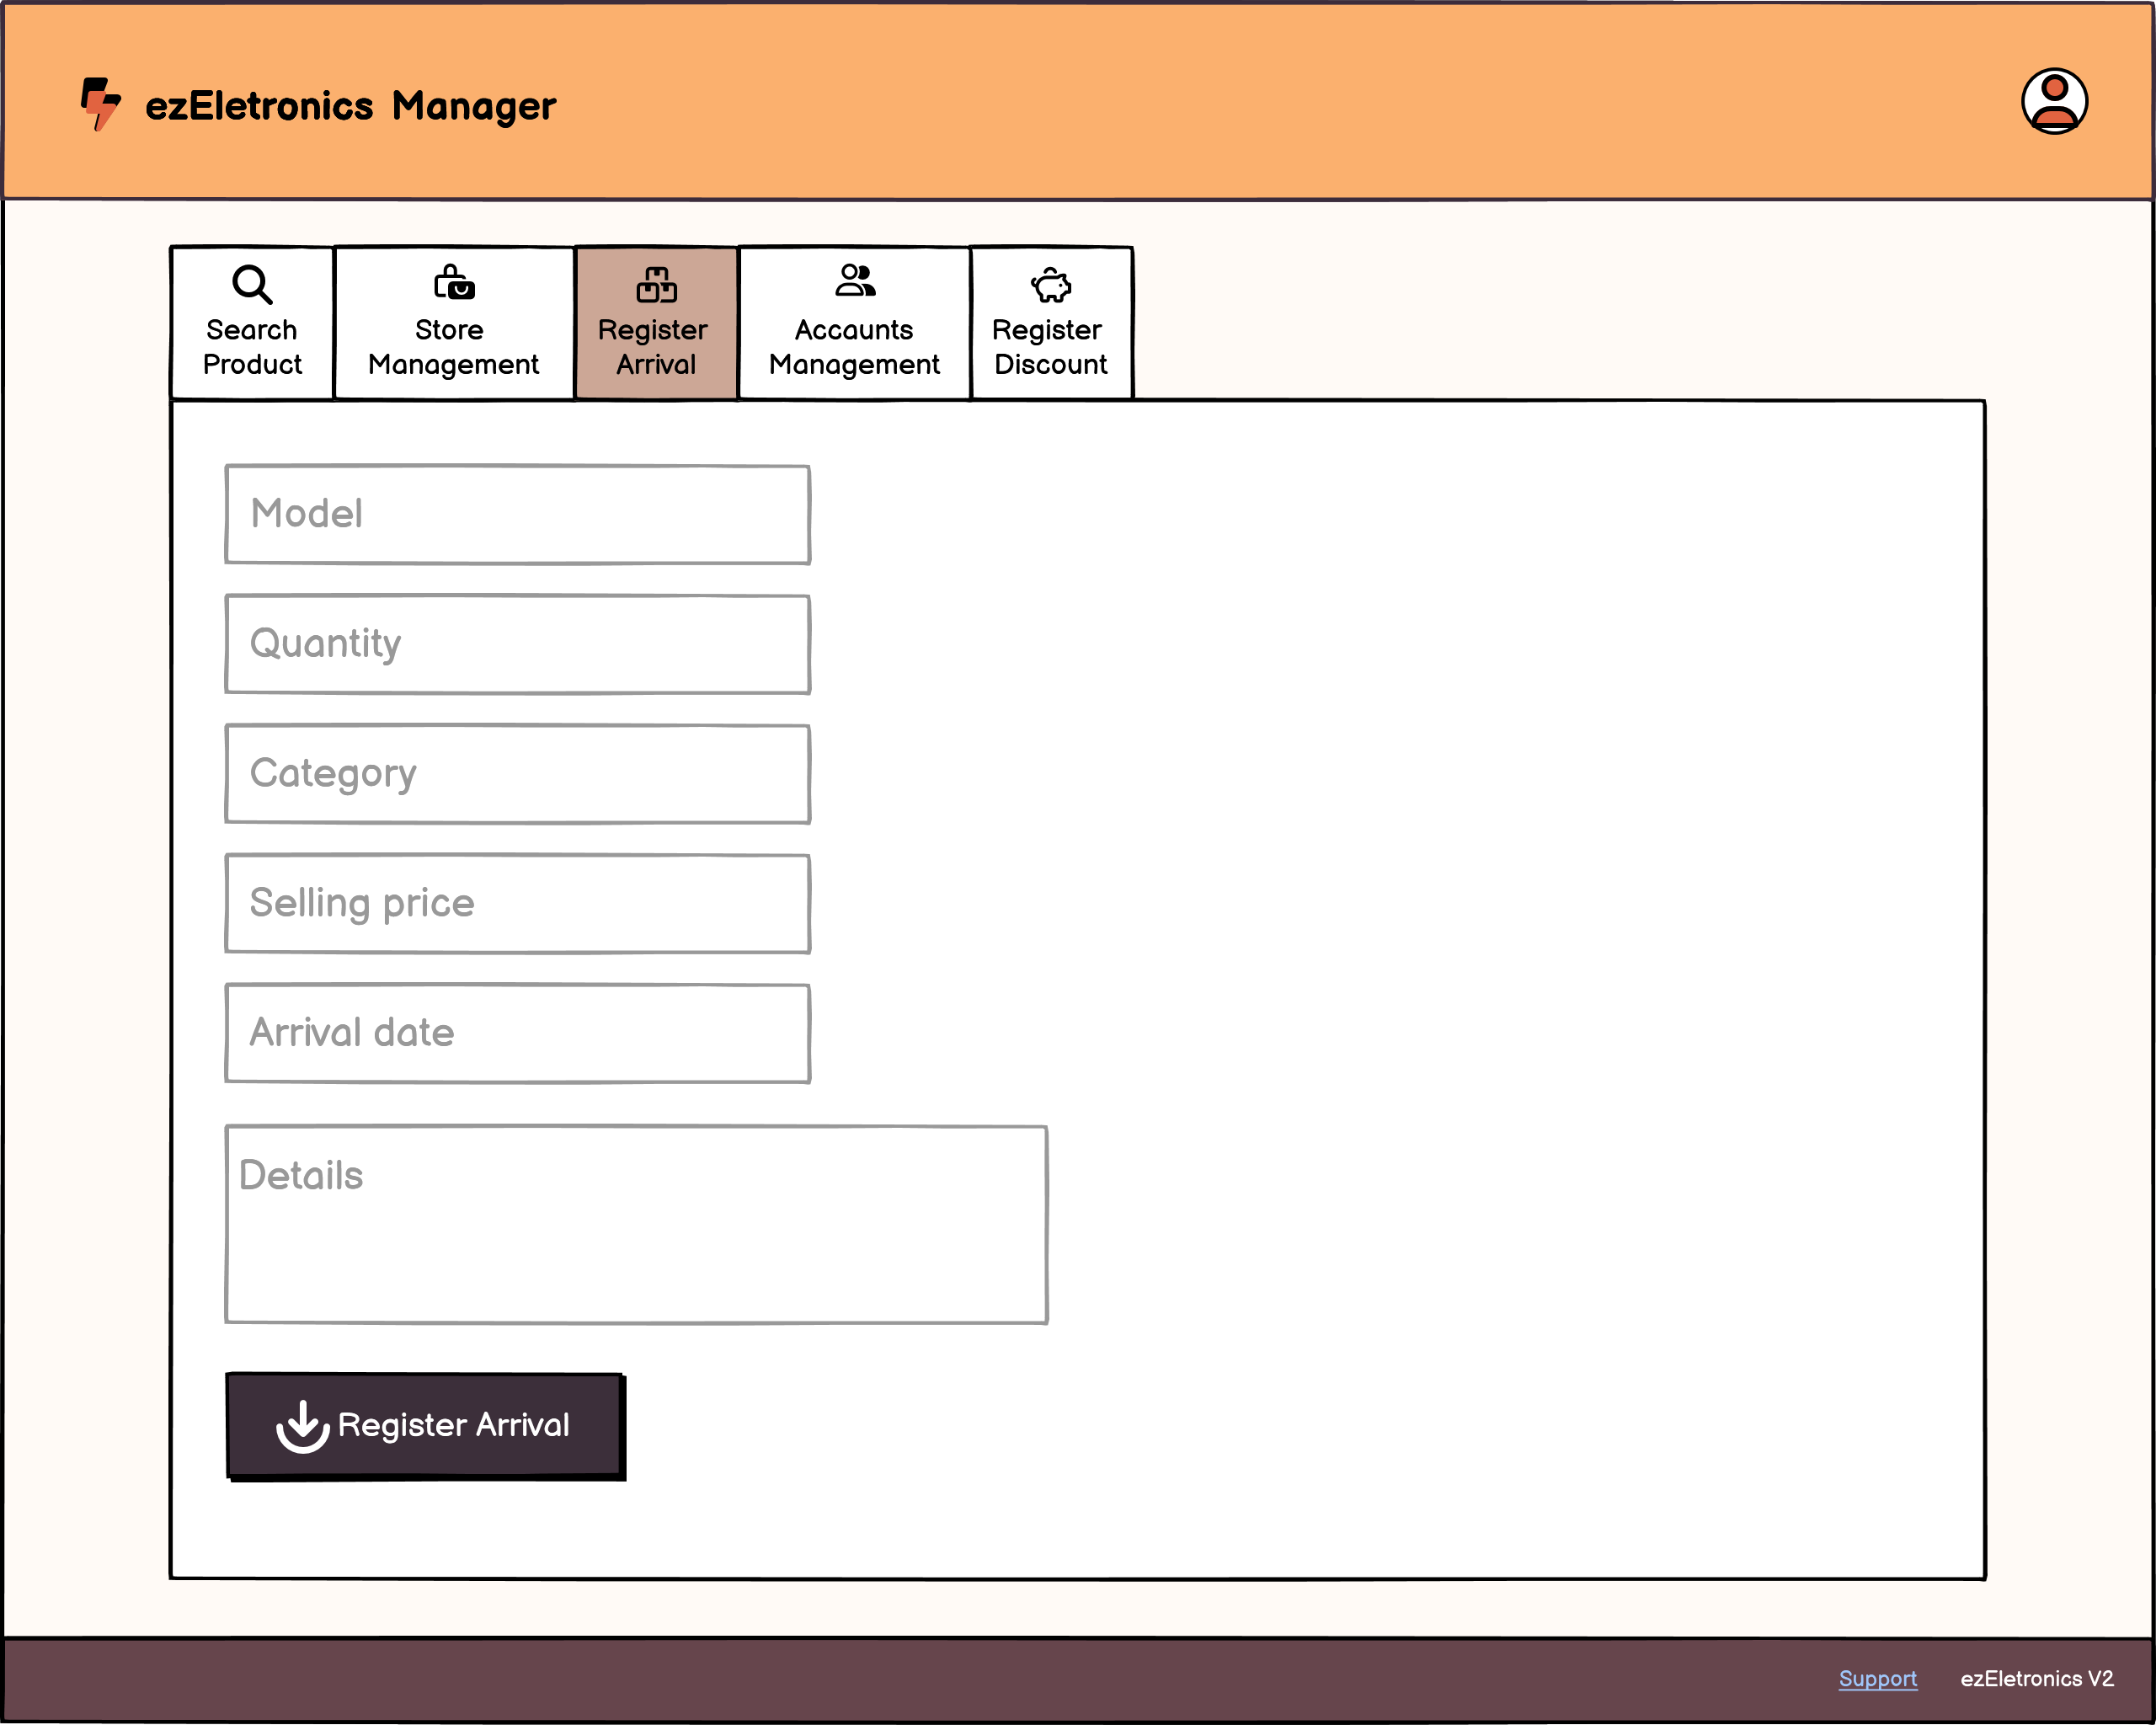 ezEletronics Manager
Search
Product
Store
Management
Register
Arrival
Accaunts
Management
Register
Discount
Model
Quantity
Category
Selling price
Arrival date
Details
Register Arrival
Support
ezEletronics V2